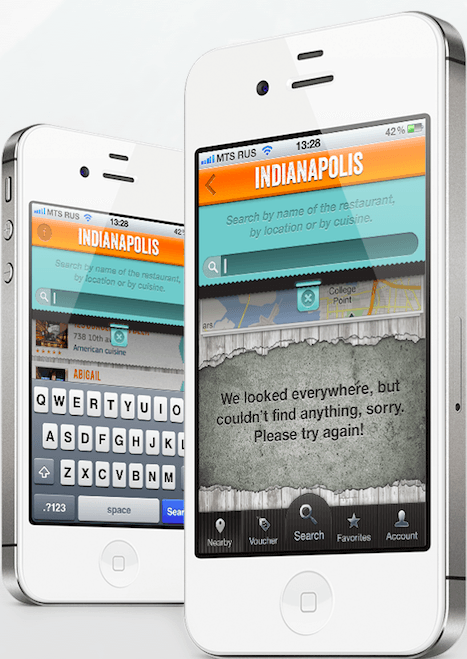 MTS RUS 13:28 42
INDIANAPOLIS
Search by name of the restaurant,
by location or by cuisine.
738 10th
American cuisine
ABIGAIL
Q W E R T Y U I O
A S D F G H J K
Z X C V B N M
.?123 space Sear
MTS RUS 13:28 42%
INDIANAPOLIS
Search by name of the restaurant,
by location or by cuisine.
ars.
College
Point
We looked everywhere, but
couldn't find anything, sorry.
Please try again!
Nearby Voucher Search Favorites Account